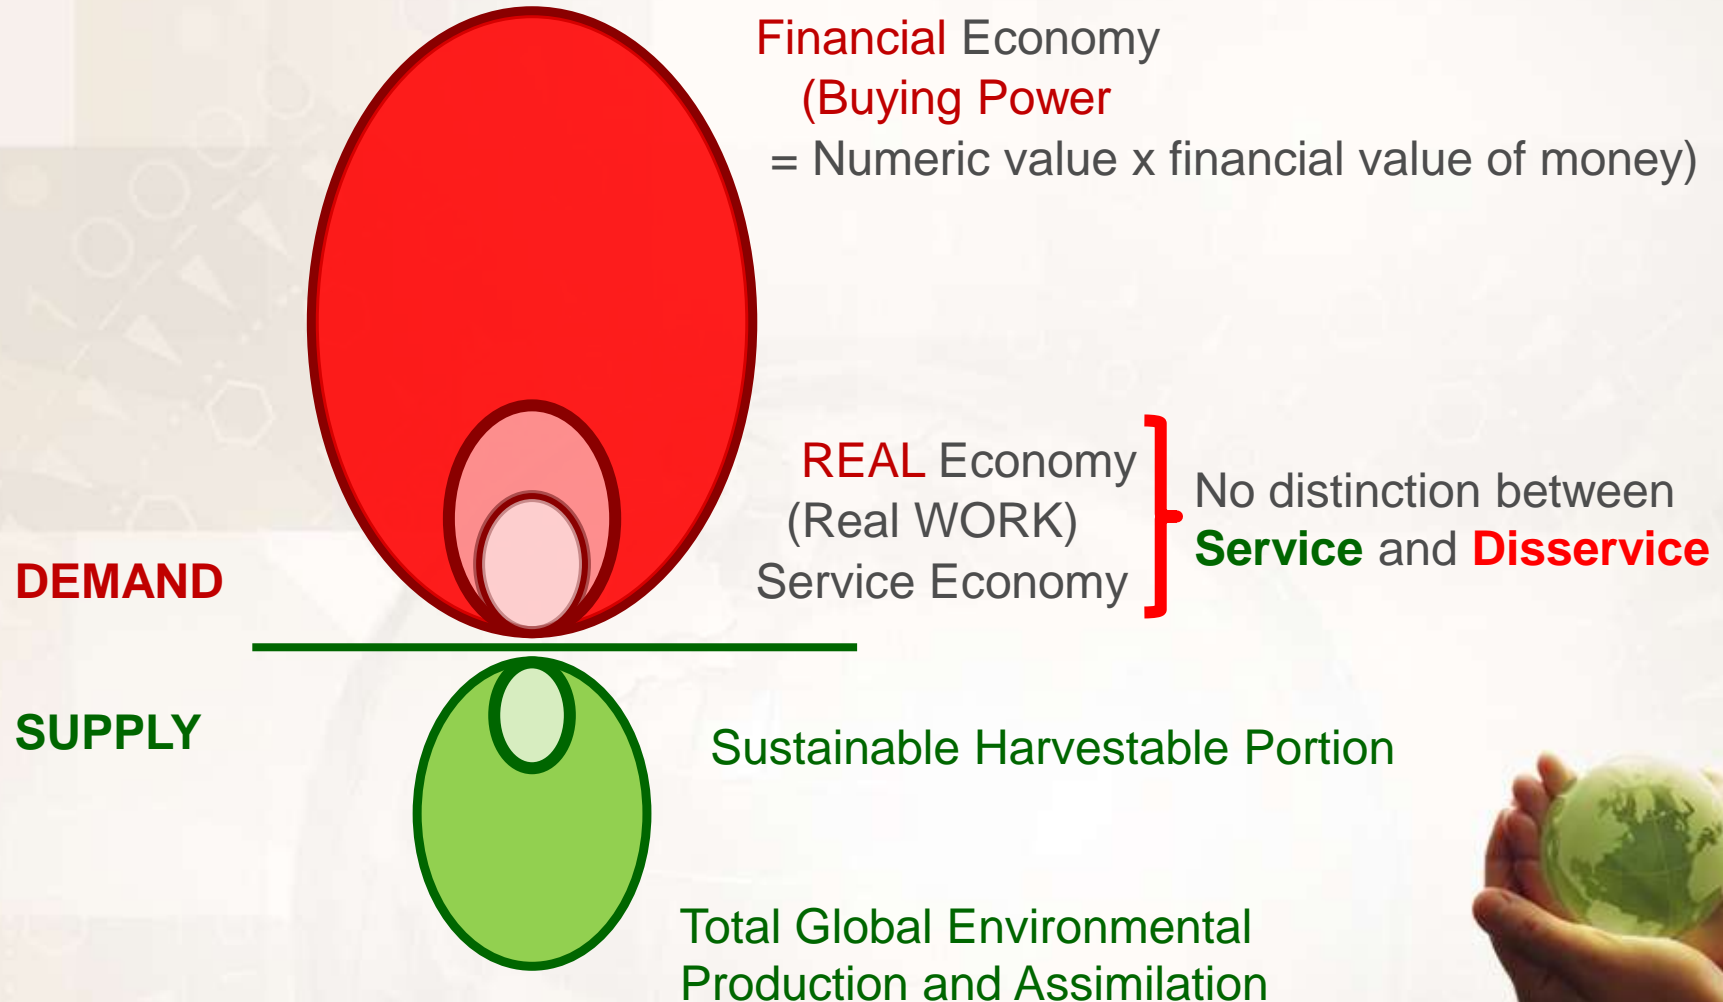 Financial Economy
(Buying Power
= Numeric value x financial value of money)
REAL Economy
(Real WORK)
Service Economy
No distinction between
Service and Disservice
DEMAND
SUPPLY
Sustainable Harvestable Portion
Total Global Environmental
Production and Assimilation